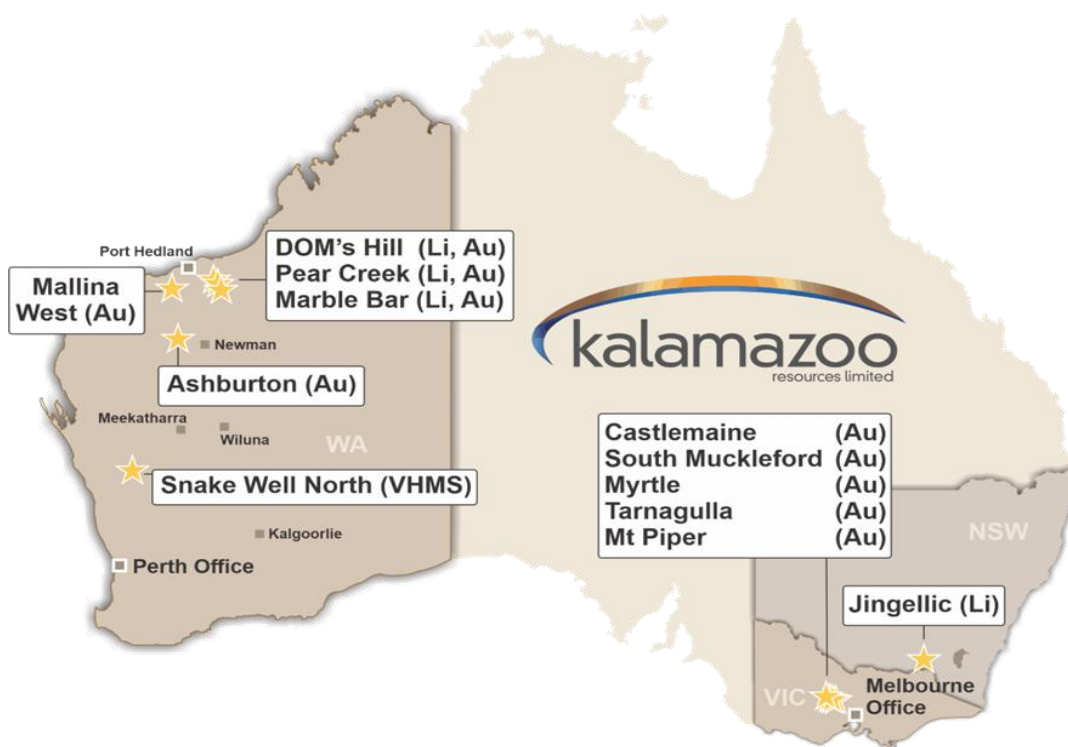 Port Hedland
DOM's Hill (Li, Au)
Pear Creek (Li, Au)
Marble Bar (Li, Au)
Mallina
West (Au)
Newman
Ashburton (Au)
Meekatharra
Wiluna
WA
Snake Well North (VHMS)
Kalgoorlie
Perth Office
kalamazoo
resources limited
Castlemaine (Au)
South Muckleford (Au)
Myrtle (Au)
Tarnagulla (Au)
Mt Piper (Au)
NSW
Jingellic (Li)
VIC
Melbourne
Office